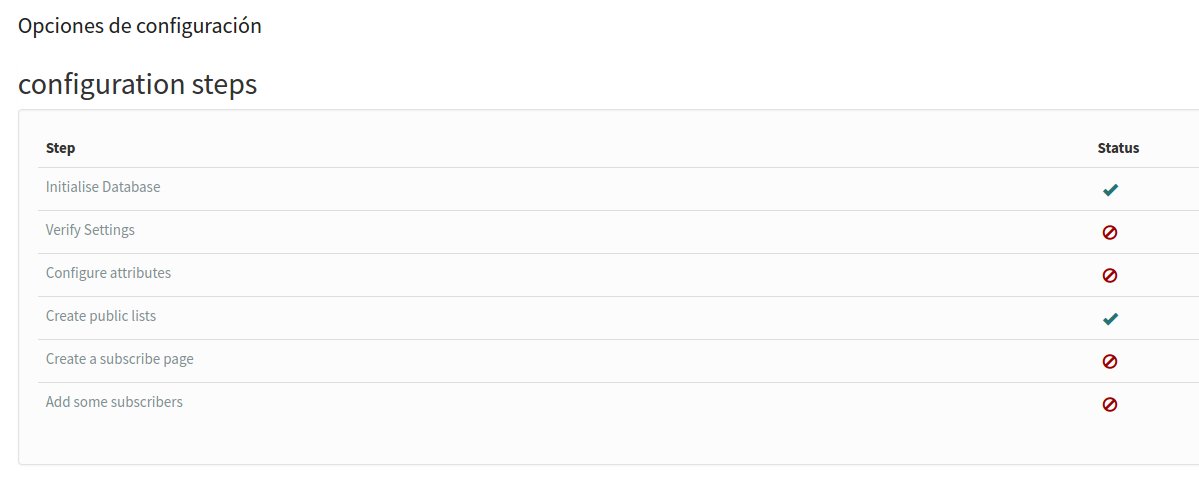 Opciones de configuración
configuration steps
Step Status
Initialise Database
Verify Settings
Configure attributes
Create public lists
Create a subscribe page
Add some subscribers